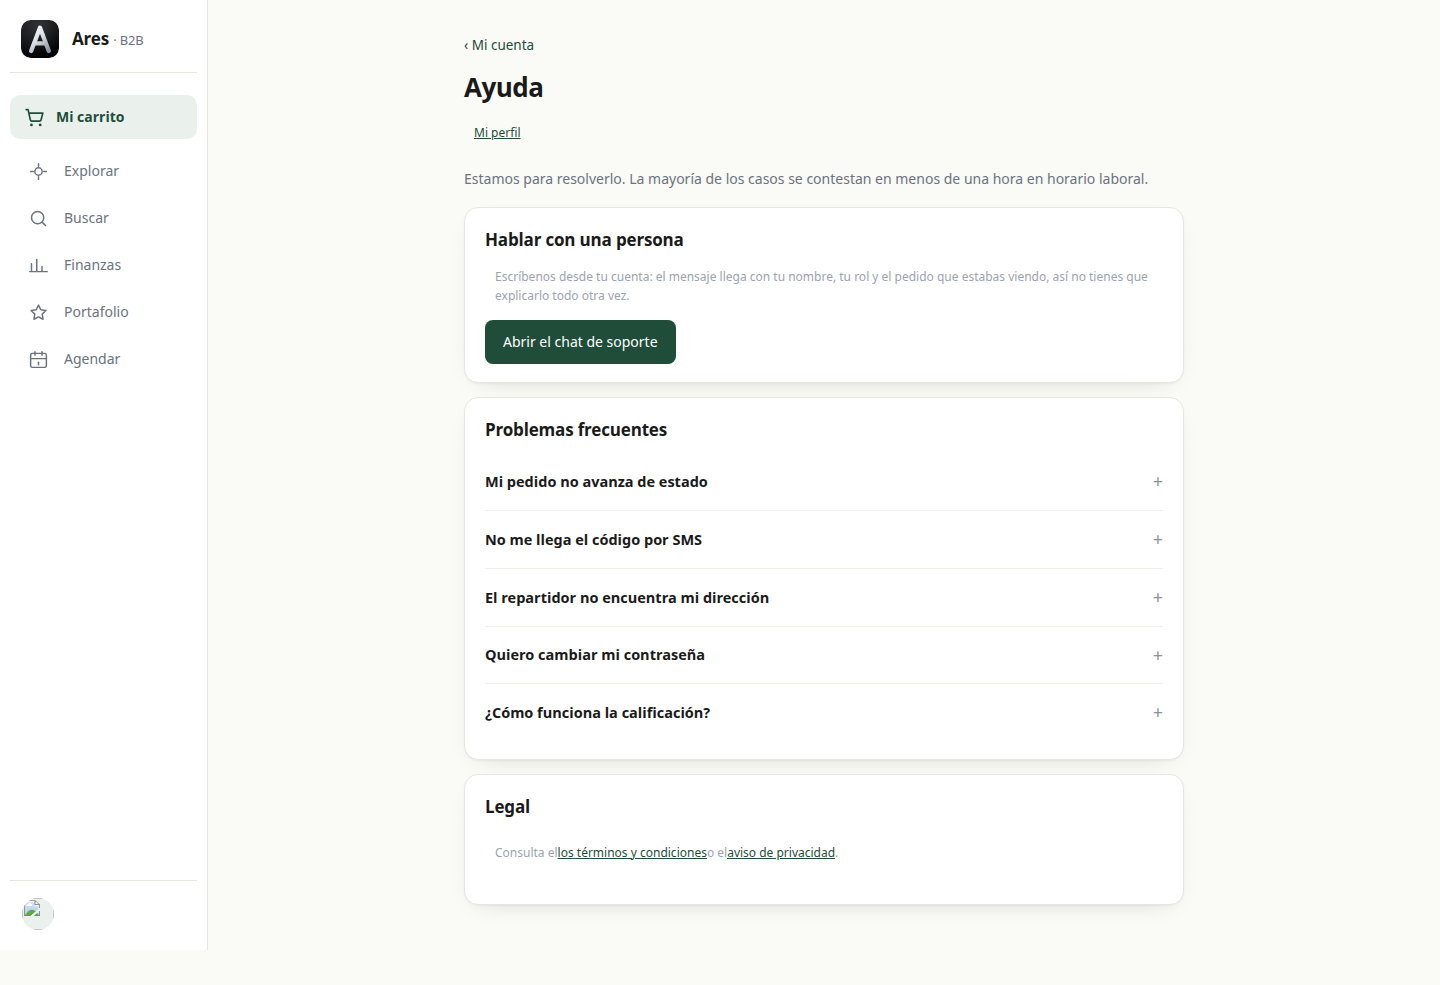 Ares · B2B
Mi carrito
Explorar
Buscar
Finanzas
Portafolio
Agendar
‹ Mi cuenta
Ayuda
Mi perfil
Estamos para resolverlo. La mayoría de los casos se contestan en menos de una hora en horario laboral.
Hablar con una persona
Escríbenos desde tu cuenta: el mensaje llega con tu nombre, tu rol y el pedido que estabas viendo, así no tienes que
explicarlo todo otra vez.
Abrir el chat de soporte
Problemas frecuentes
Mi pedido no avanza de estado +
No me llega el código por SMS +
El repartidor no encuentra mi dirección +
Quiero cambiar mi contraseña +
¿Cómo funciona la calificación? +
Legal
Consulta ellos términos y condicioneso elaviso de privacidad.